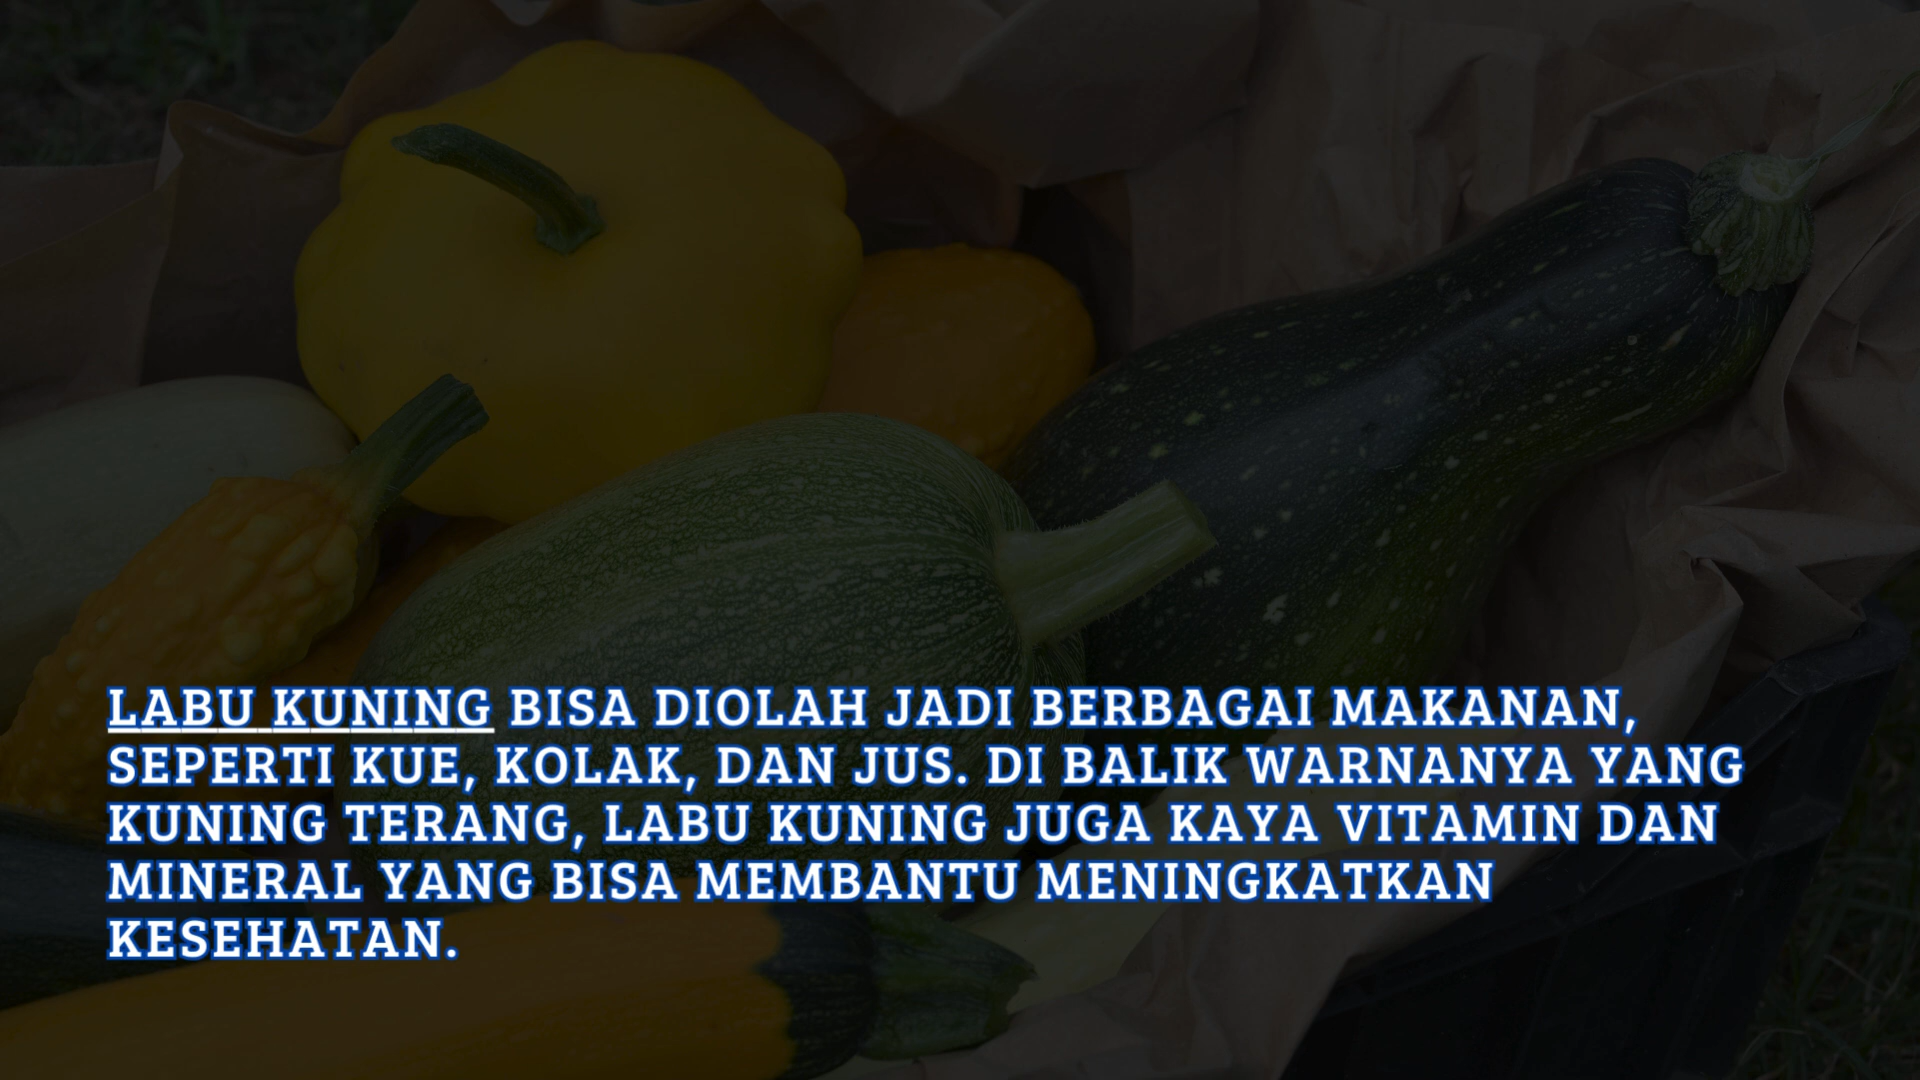 LABU KUNING BISA DIOLAH JADI BERBAGAI MAKANAN,
SEPERTI KUE, KOLAK, DAN JUS. DI BALIK WARNANYA YANG
KUNING TERANG, LABU KUNING JUGA KAYA VITAMIN DAN
MINERAL YANG BISA MEMBANTU MENINGKATKAN
KESEHATAN.